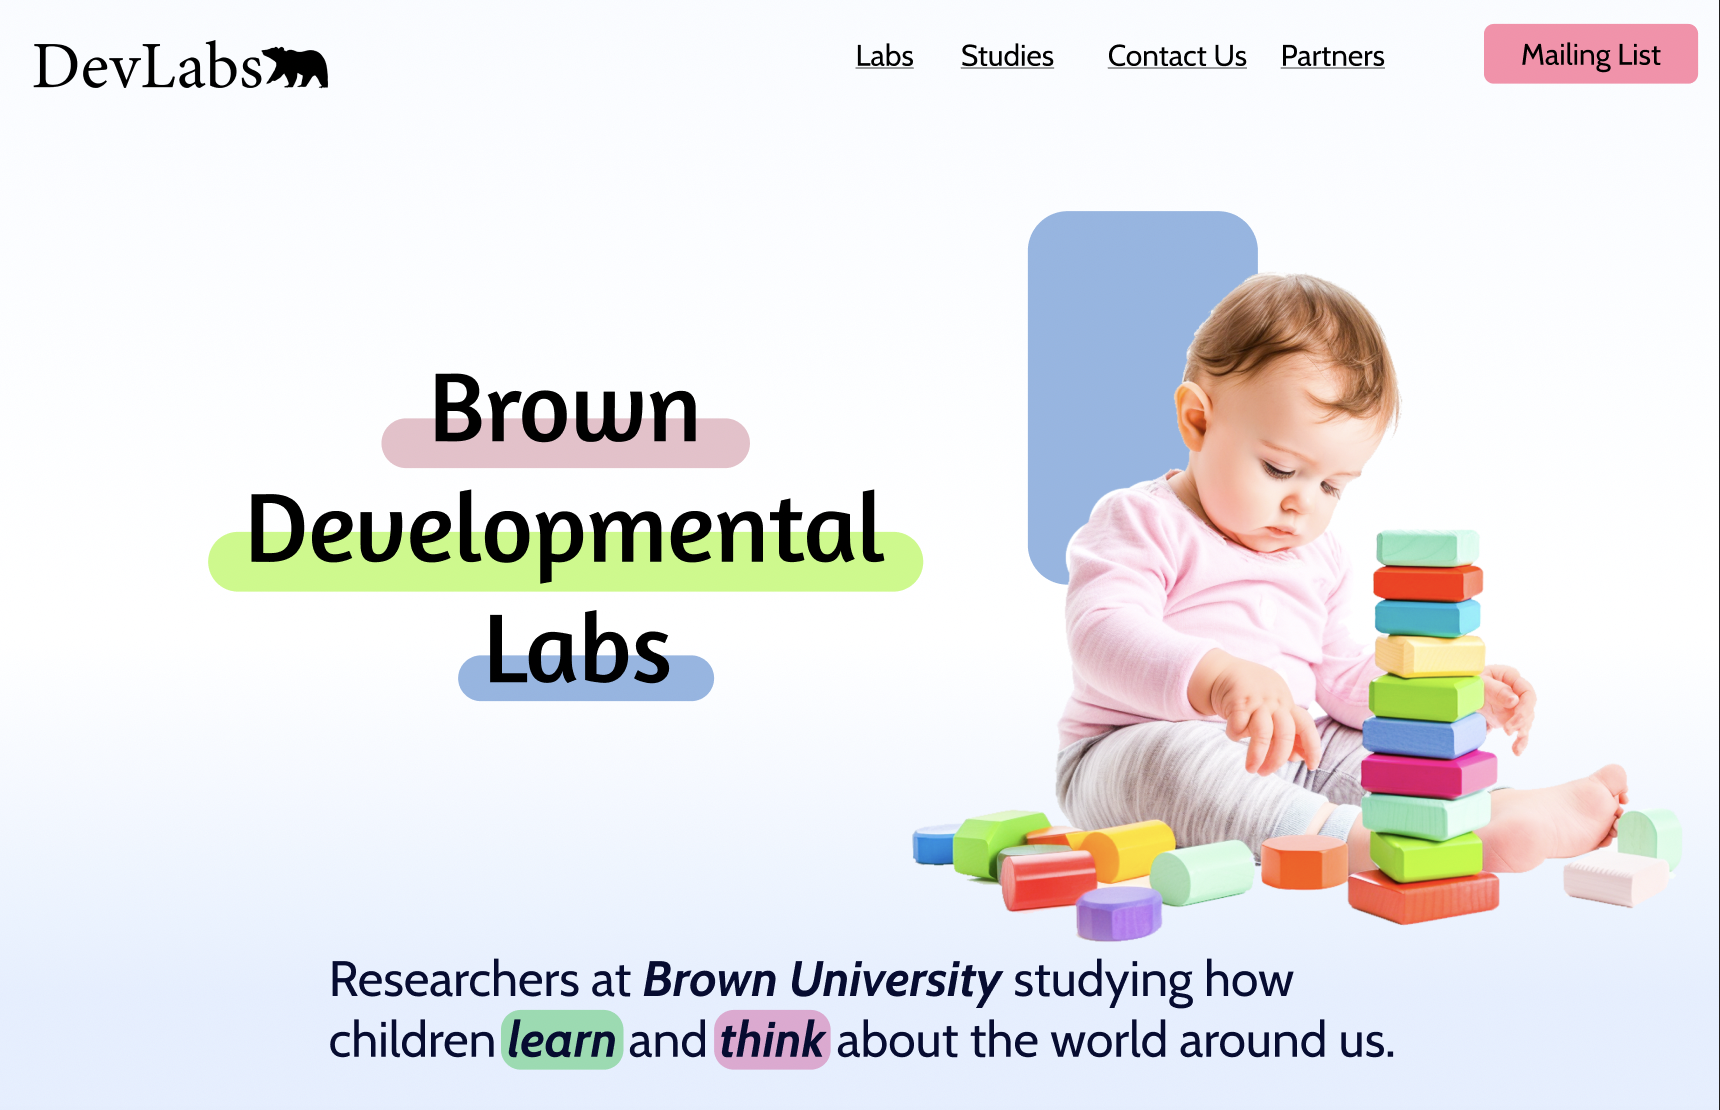 DevLabs
Labs Studies Contact Us Partners Mailing List
Brown
Developmental
Labs
Researchers at Brown University studying how
children learn and think about the world around us.